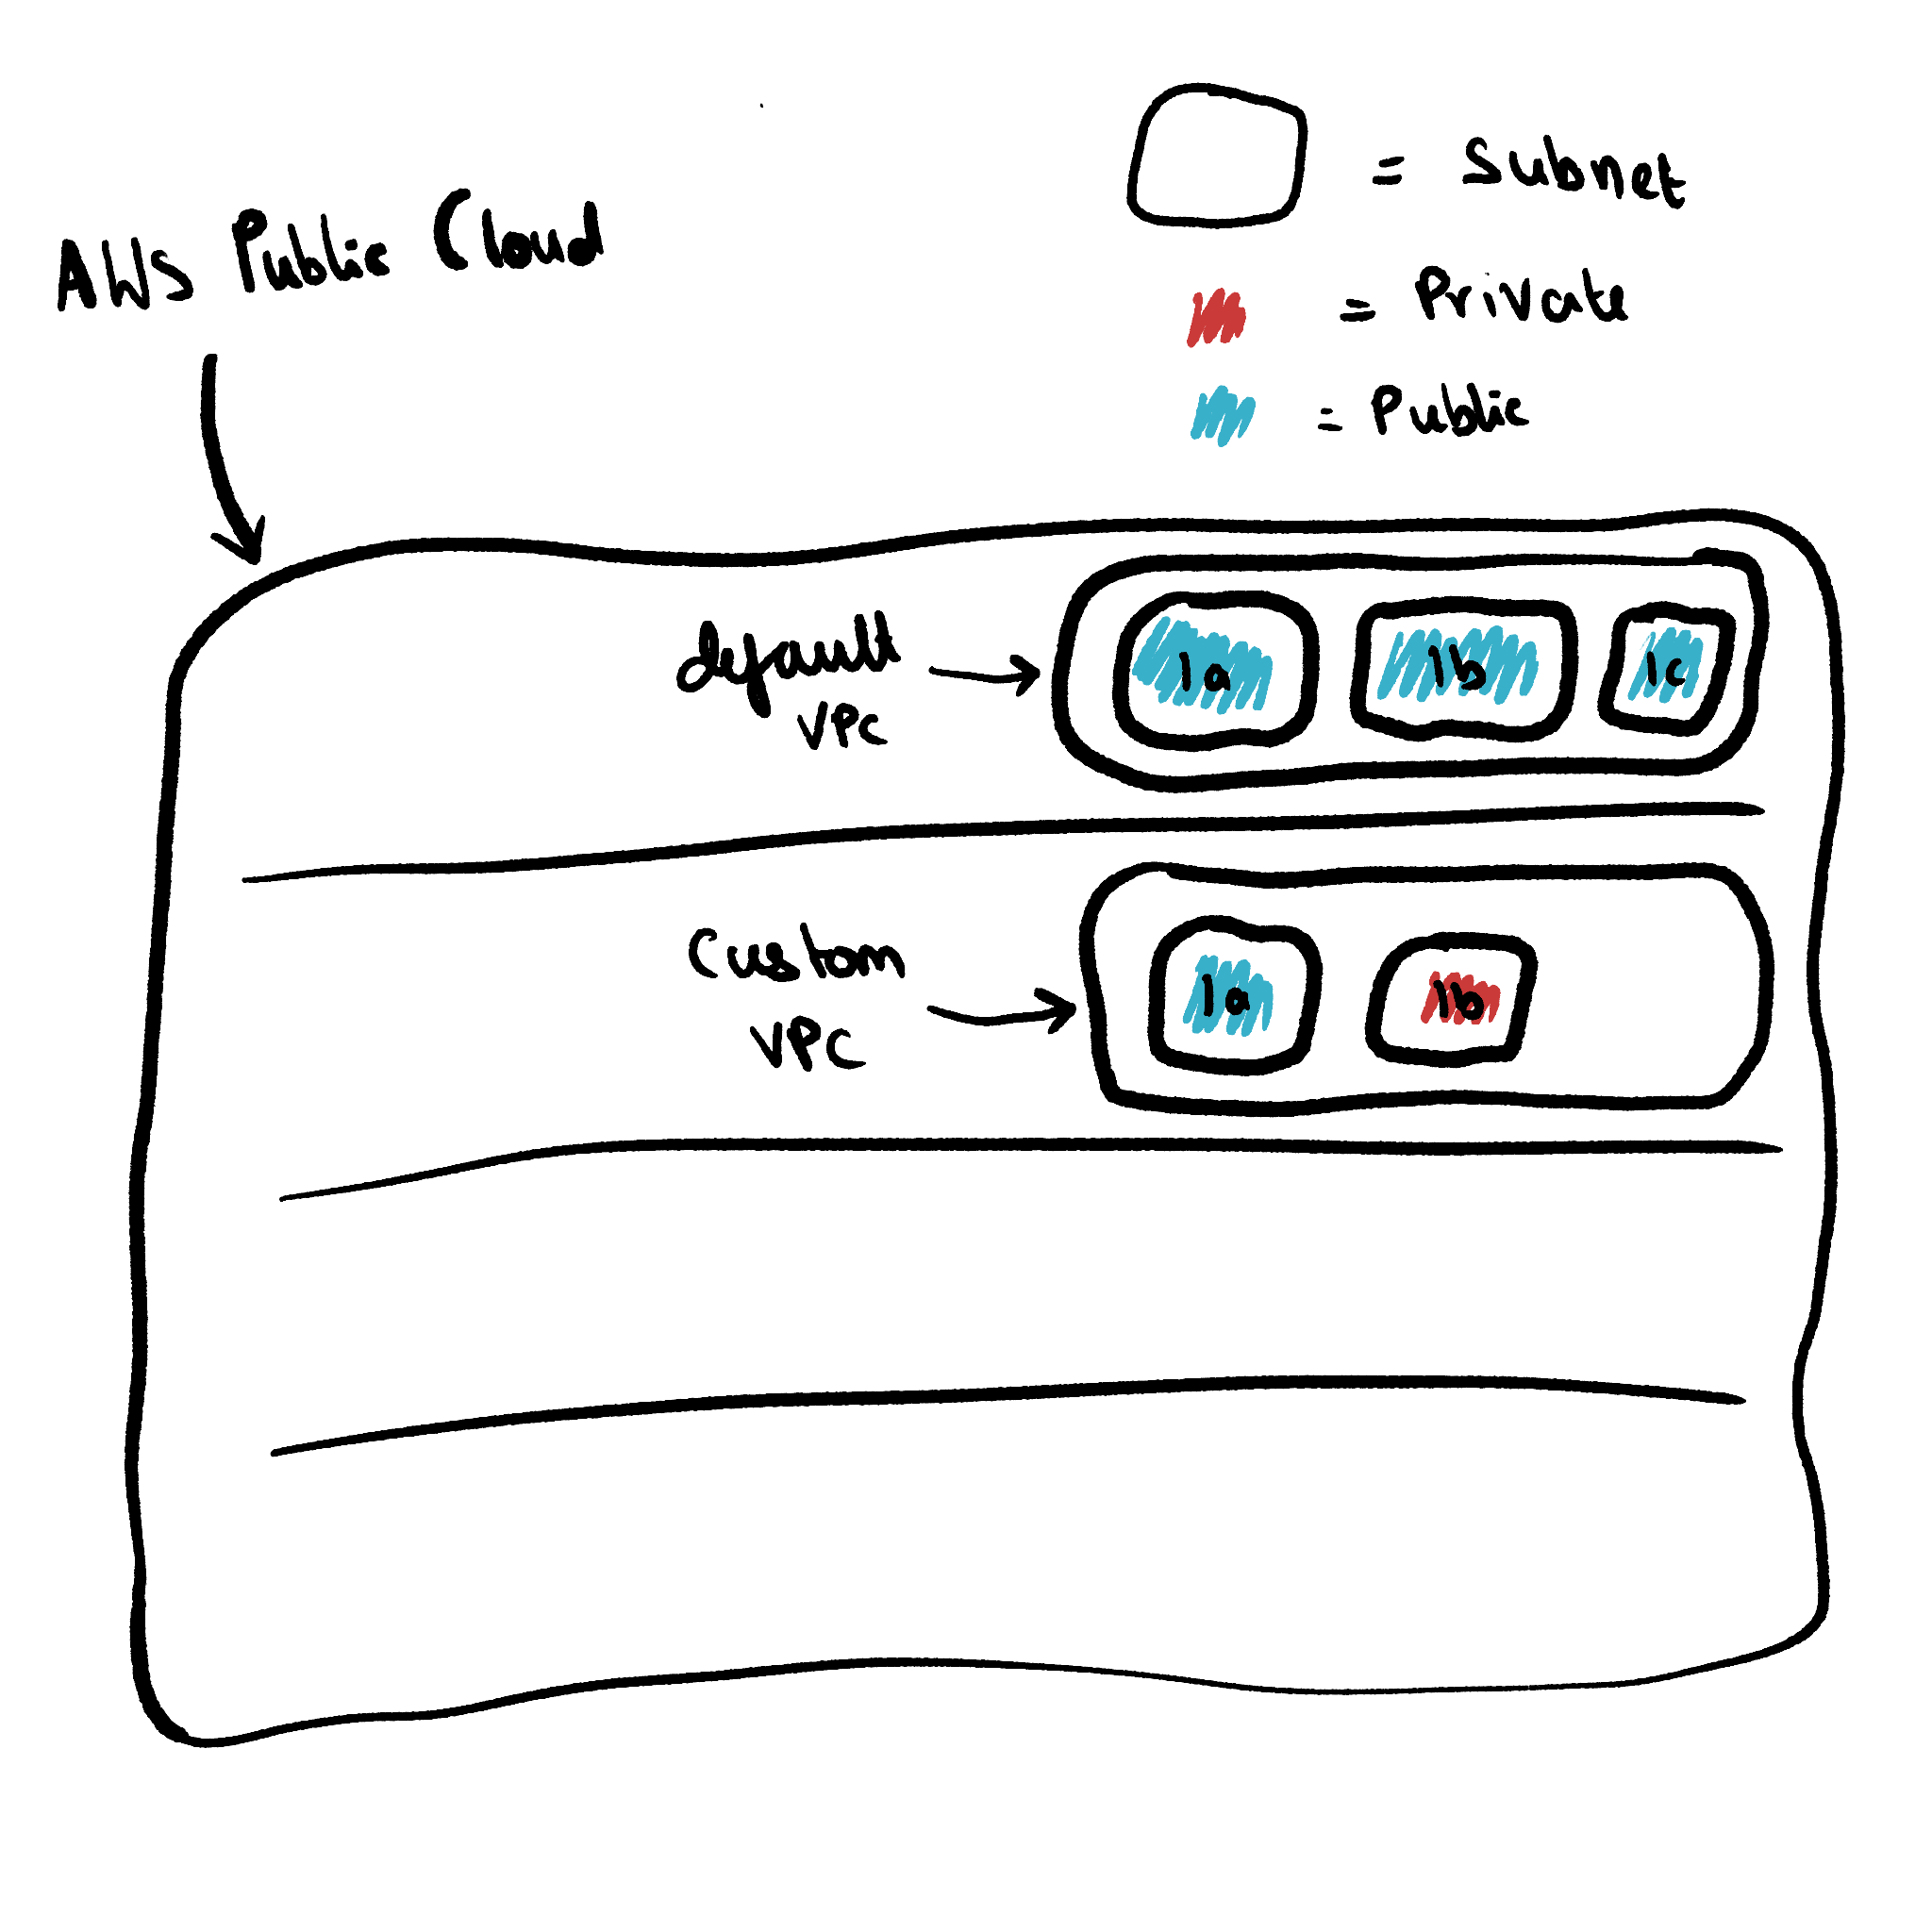 = Subnet
AWS Public Cloud
= Private
= Public
default
VPC
1a
1b
1c
Custom
VPC
1a
1b